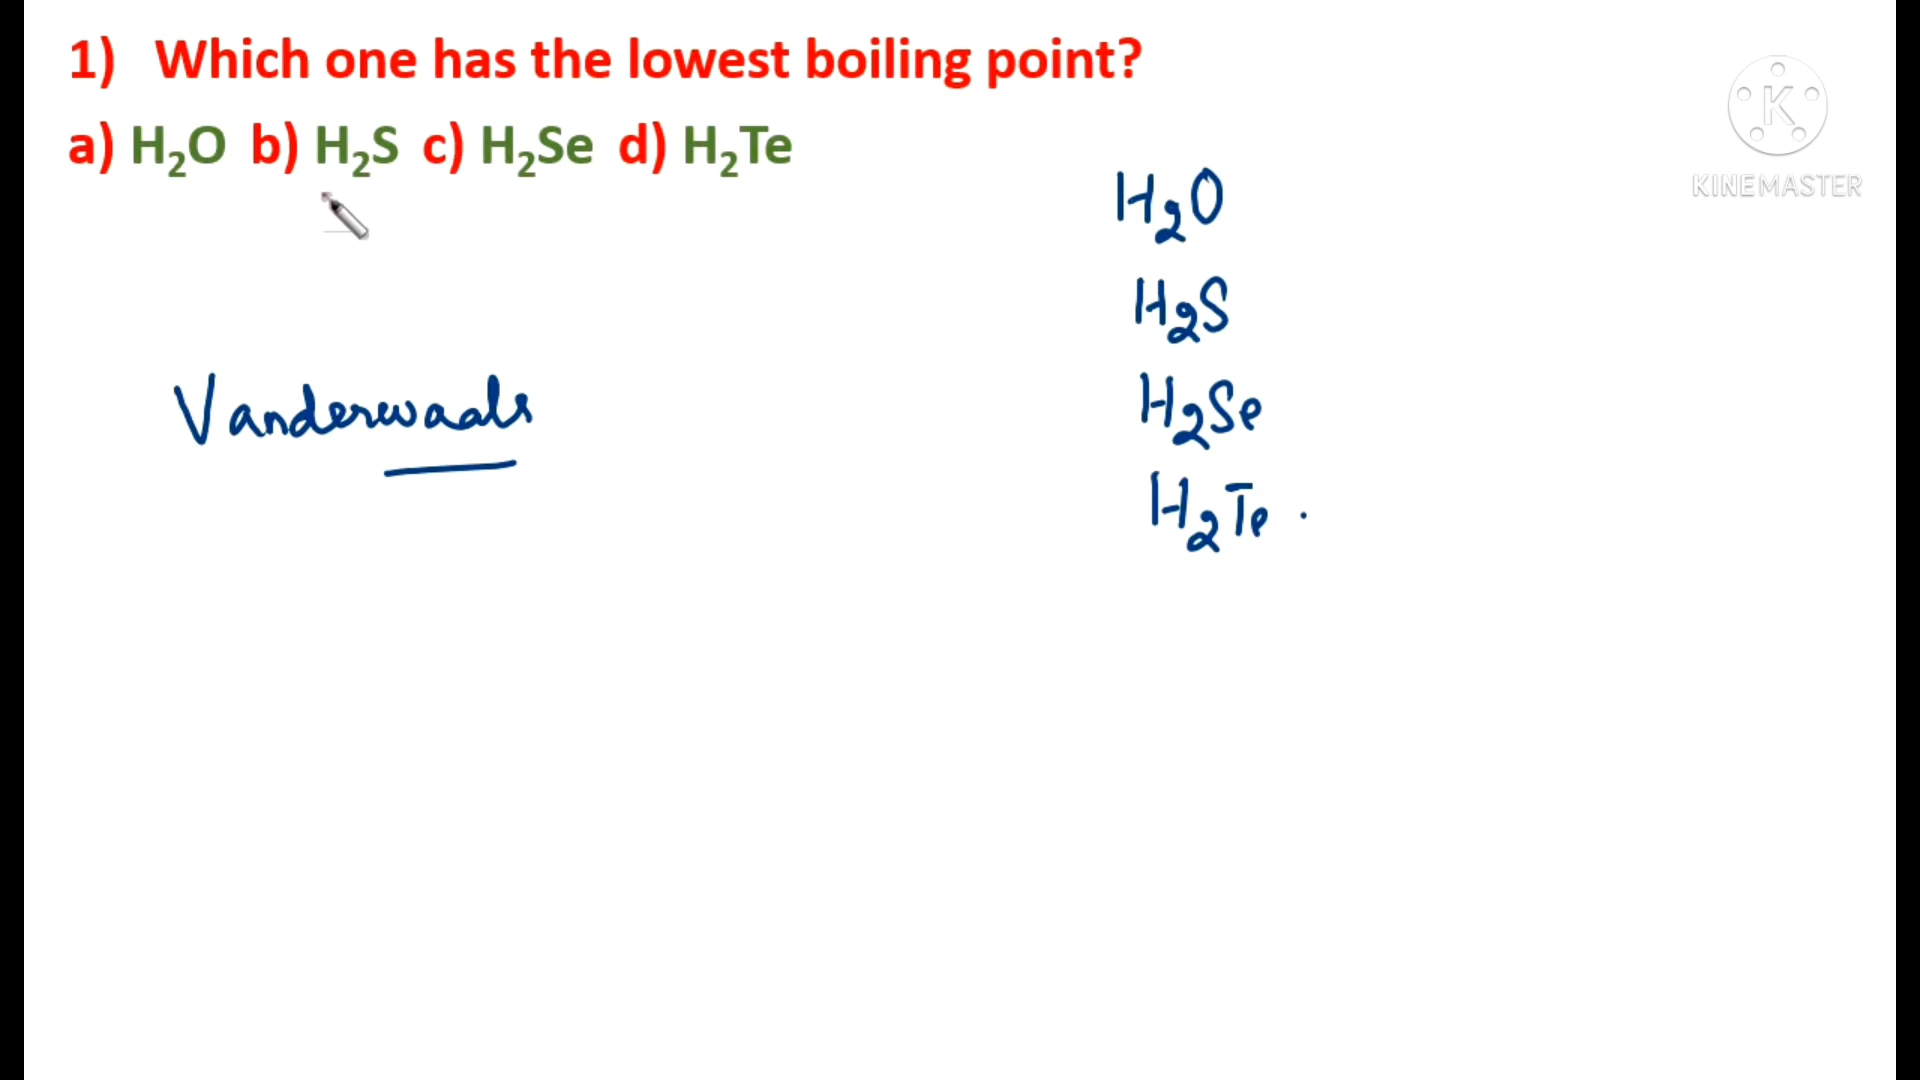 1) Which one has the lowest boiling point?
a) H₂O b) H₂S c) H₂Se d) H₂Te
K
KINEMASTER
H₂O
H₂S
H₂Se
Vanderwaals
H₂Te .